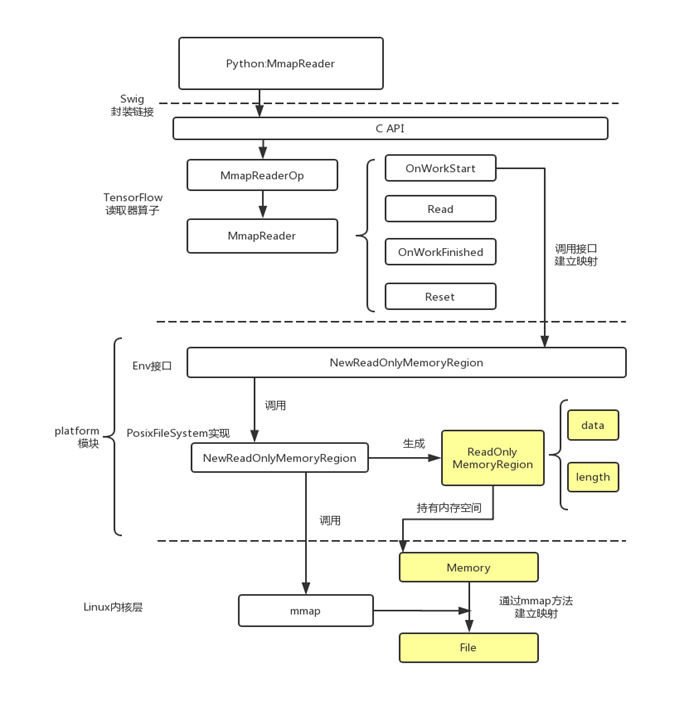 Python:MmapReader
Swig
封装链接
C API
MmapReaderOp
OnWorkStart
TensorFlow
读取器算子
Read
MmapReader
OnWorkFinished
调用接口
建立映射
Reset
Env接口
NewReadOnlyMemoryRegion
调用
platform
模块
PosixFileSystem实现
data
NewReadOnlyMemoryRegion
生成
ReadOnly
MemoryRegion
length
持有内存空间
调用
Memory
Linux内核层
mmap
通过mmap方法
建立映射
File